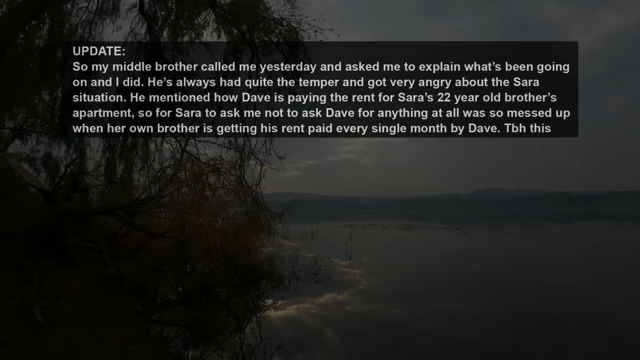 UPDATE:
So my middle brother called me yesterday and asked me to explain what’s been going
on and I did. He’s always had quite the temper and got very angry about the Sara
situation. He mentioned how Dave is paying the rent for Sara’s 22 year old brother’s
apartment, so for Sara to ask me not to ask Dave for anything at all was so messed up
when her own brother is getting his rent paid every single month by Dave. Tbh this